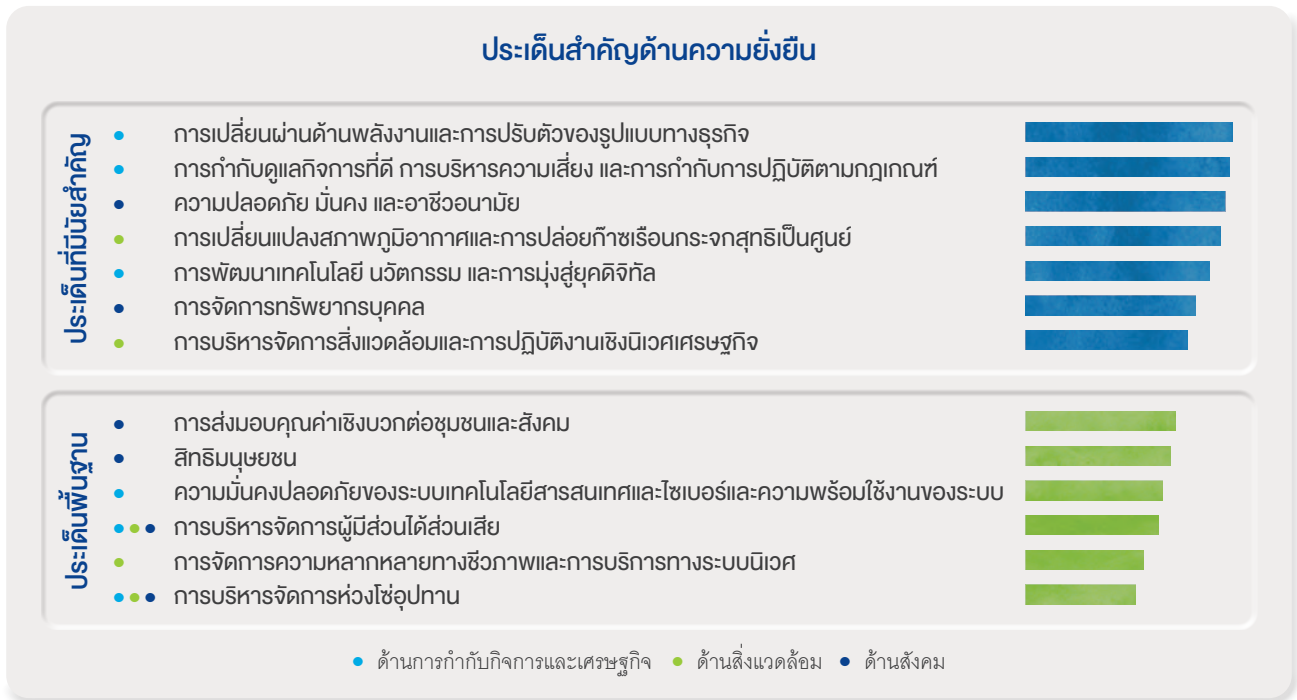 ประเด็นสำคัญด้านความยั่งยืน
ประเด็นที่มีนัยสำคัญ
การเปลี่ยนผ่านด้านพลังงานและการปรับตัวของรูปแบบทางธุรกิจ
การกำกับดูแลกิจการที่ดี การบริหารความเสี่ยง และการกำกับการปฏิบัติตามกฎเกณฑ์
ความปลอดภัย มั่นคง และอาชีวอนามัย
การเปลี่ยนแปลงสภาพภูมิอากาศและการปล่อยก๊าซเรือนกระจกสุทธิเป็นศูนย์
การพัฒนาเทคโนโลยี นวัตกรรม และการมุ่งสู่ยุคดิจิทัล
การจัดการทรัพยากรบุคคล
การบริหารจัดการสิ่งแวดล้อมและการปฏิบัติงานเชิงนิเวศเศรษฐกิจ
ประเด็นพื้นฐาน
การส่งมอบคุณค่าเชิงบวกต่อชุมชนและสังคม
สิทธิมนุษยชน
ความมั่นคงปลอดภัยของระบบเทคโนโลยีสารสนเทศและไซเบอร์และความพร้อมใช้งานของระบบ
การบริหารจัดการผู้มีส่วนได้ส่วนเสีย
การจัดการความหลากหลายทางชีวภาพและการบริการทางระบบนิเวศ
การบริหารจัดการห่วงโซ่อุปทาน
ด้านการกำกับกิจการและเศรษฐกิจ ด้านสิ่งแวดล้อม ด้านสังคม